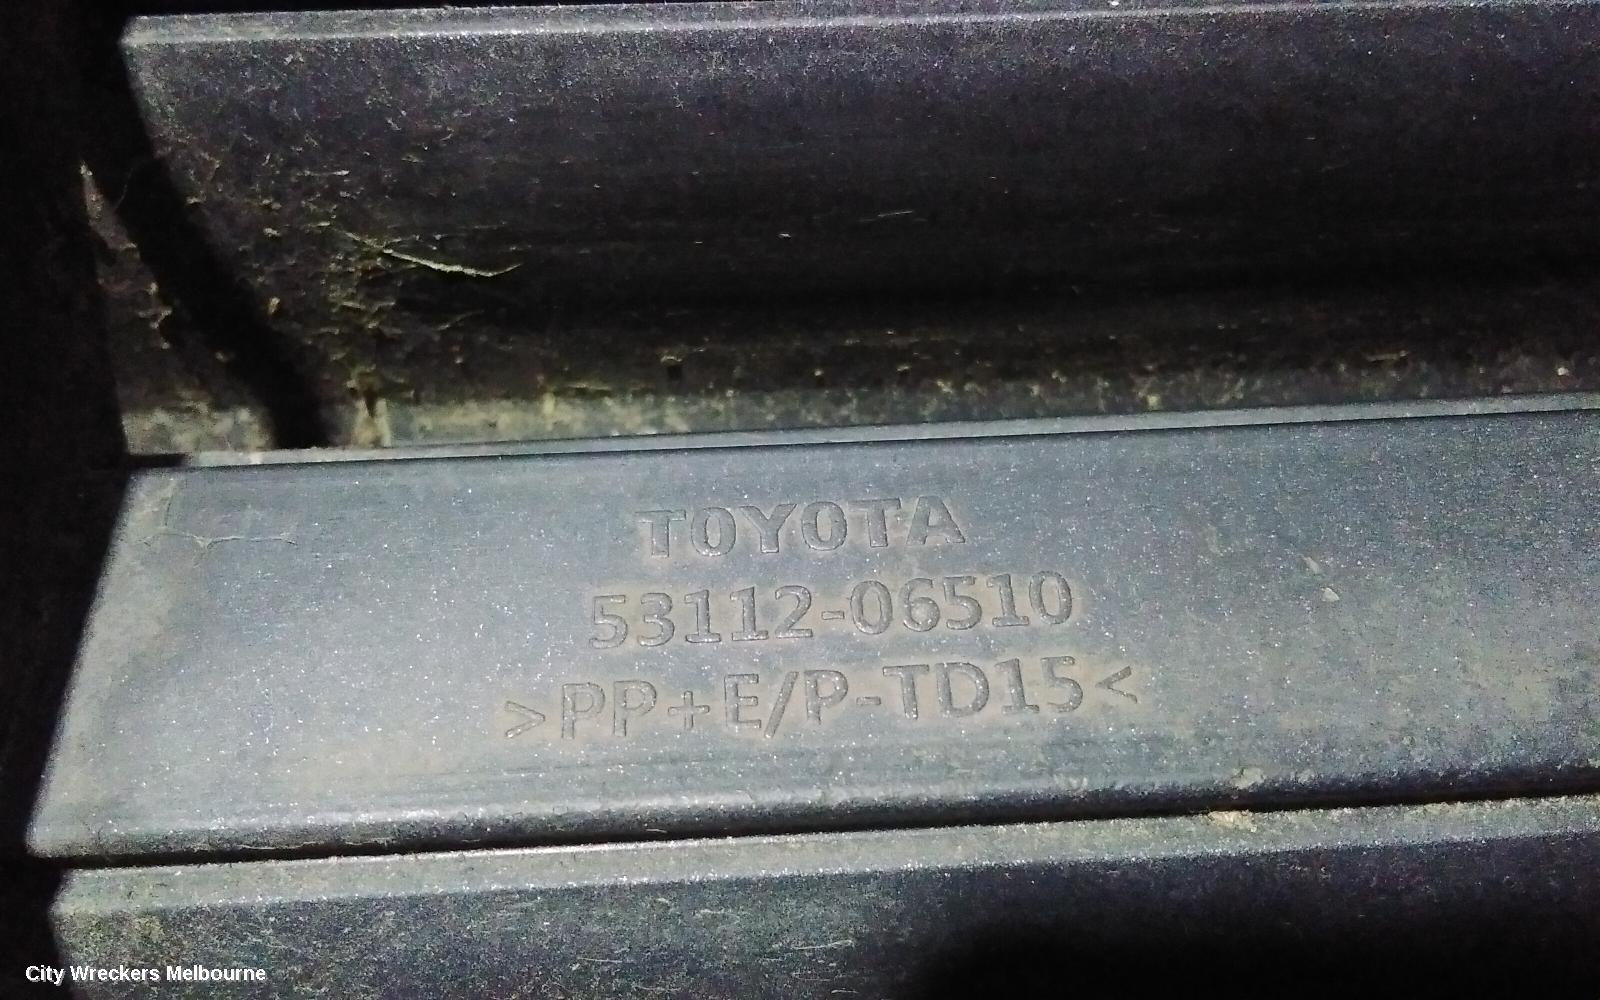 TOYOTA
53112-06510
>PP+E/P-TD15<
City Wreckers Melbourne